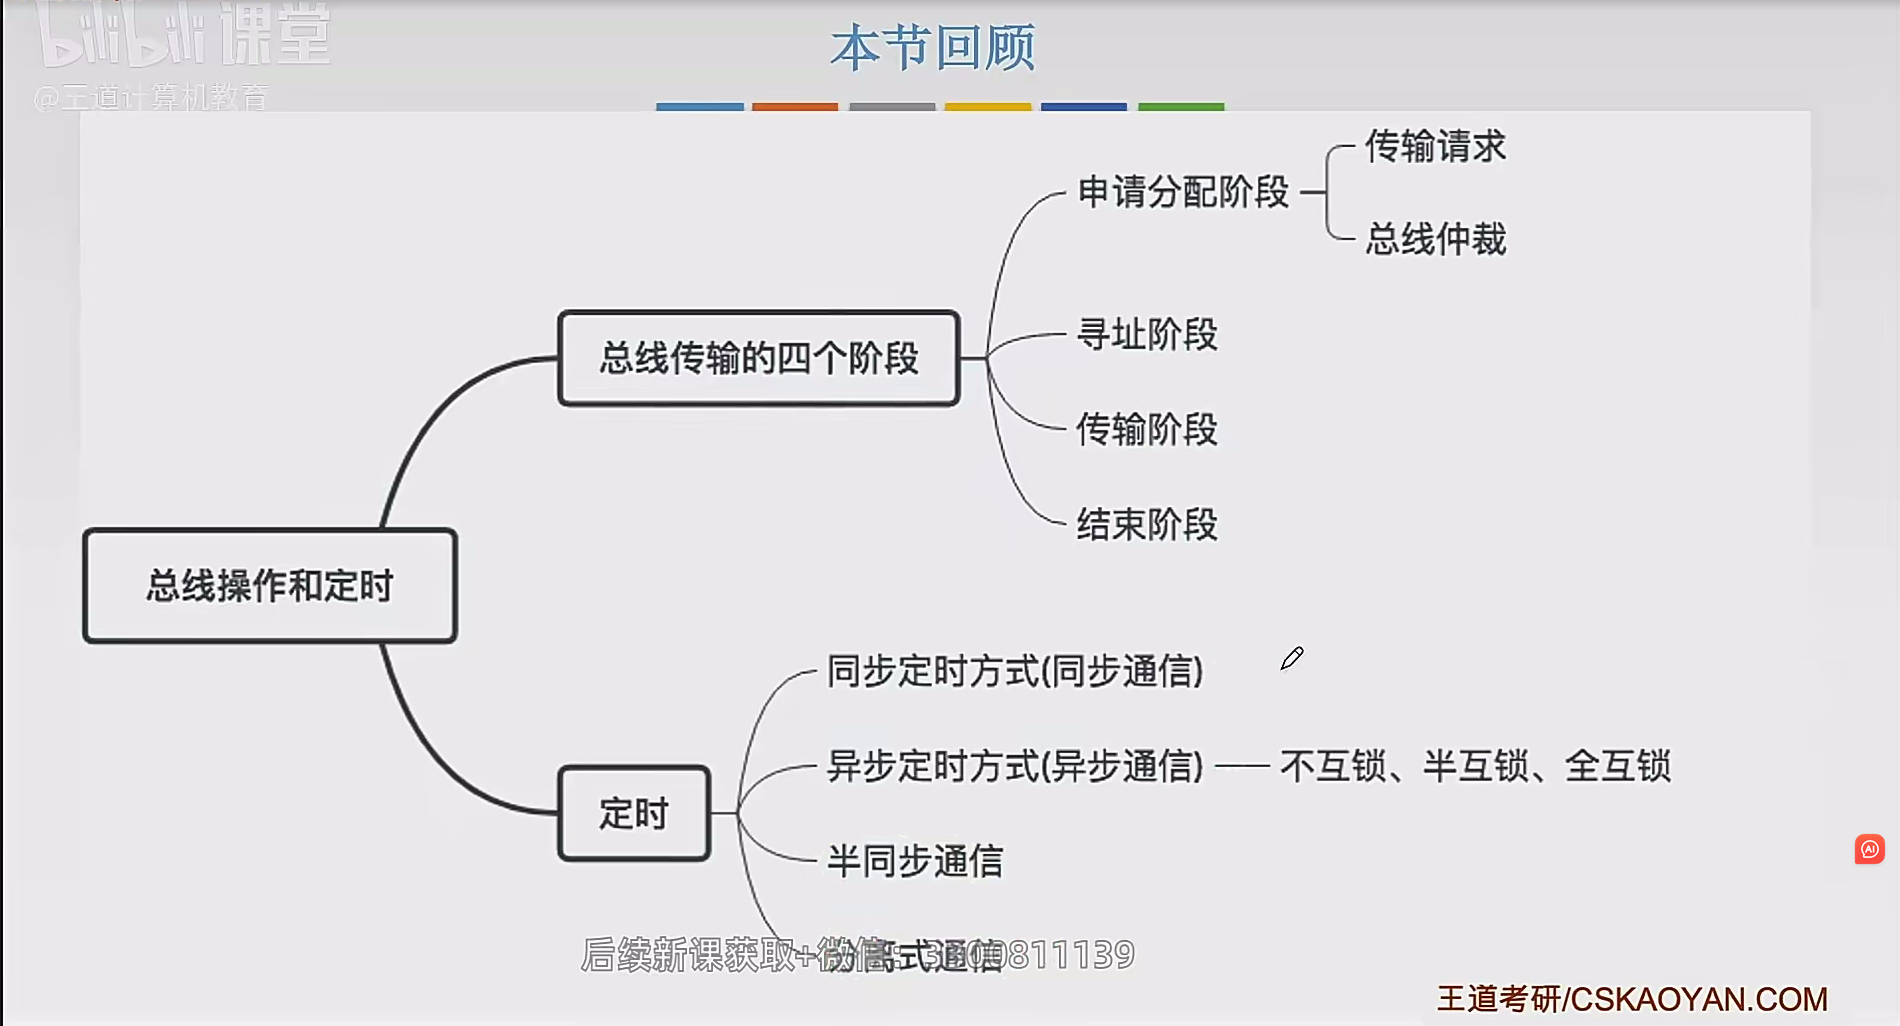 bilibili课堂
@王道计算机教育
本节回顾
传输请求
申请分配阶段
总线仲裁
寻址阶段
总线传输的四个阶段
传输阶段
结束阶段
总线操作和定时
同步定时方式(同步通信)
异步定时方式(异步通信)
不互锁、半互锁、全互锁
定时
半同步通信
分离式通信
后续新课获取+微信:
0811139
AI
王道考研/CSKAOYAN.COM